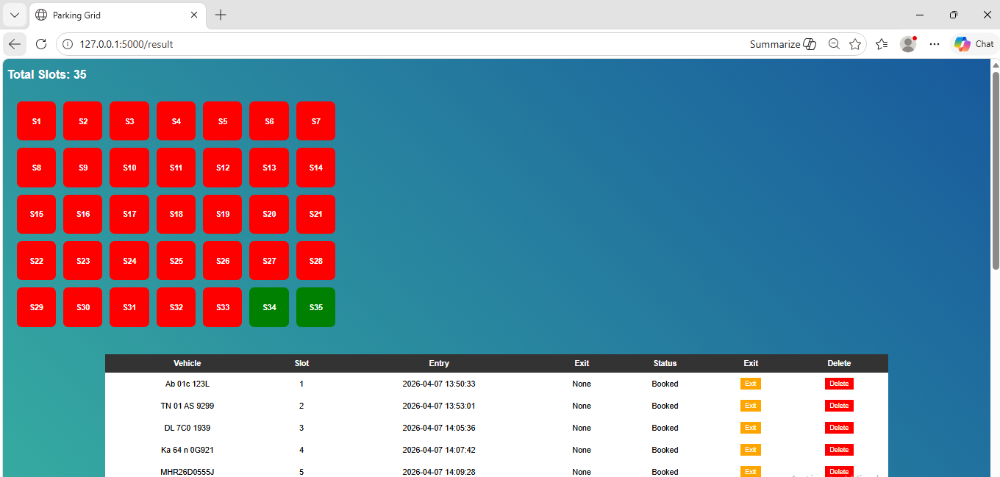 Parking Grid
127.0.0.1:5000/result
Summarize
Chat
Total Slots: 35
S1 S2 S3 S4 S5 S6 S7
S8 S9 S10 S11 S12 S13 S14
S15 S16 S17 S18 S19 S20 S21
S22 S23 S24 S25 S26 S27 S28
S29 S30 S31 S32 S33 S34 S35
Vehicle Slot Entry Exit Status Exit Delete
Ab 01c 123L 1 2026-04-07 13:50:33 None Booked Exit Delete
TN 01 AS 9299 2 2026-04-07 13:53:01 None Booked Exit Delete
DL 7C0 1939 3 2026-04-07 14:05:36 None Booked Exit Delete
Ka 64 n 0G921 4 2026-04-07 14:07:42 None Booked Exit Delete
MHR26D0555J 5 2026-04-07 14:09:28 None Booked Exit Delete